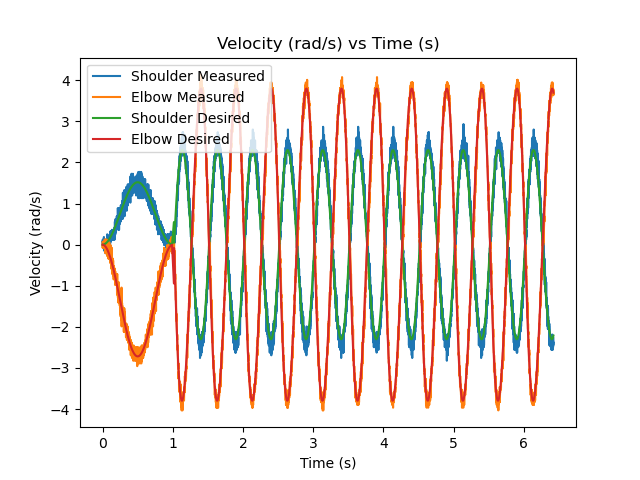 Velocity (rad/s) vs Time (s)
Shoulder Measured
Elbow Measured
Shoulder Desired
Elbow Desired
4
3
2
1
0
−1
−2
−3
−4
Velocity (rad/s)
0 1 2 3 4 5 6
Time (s)